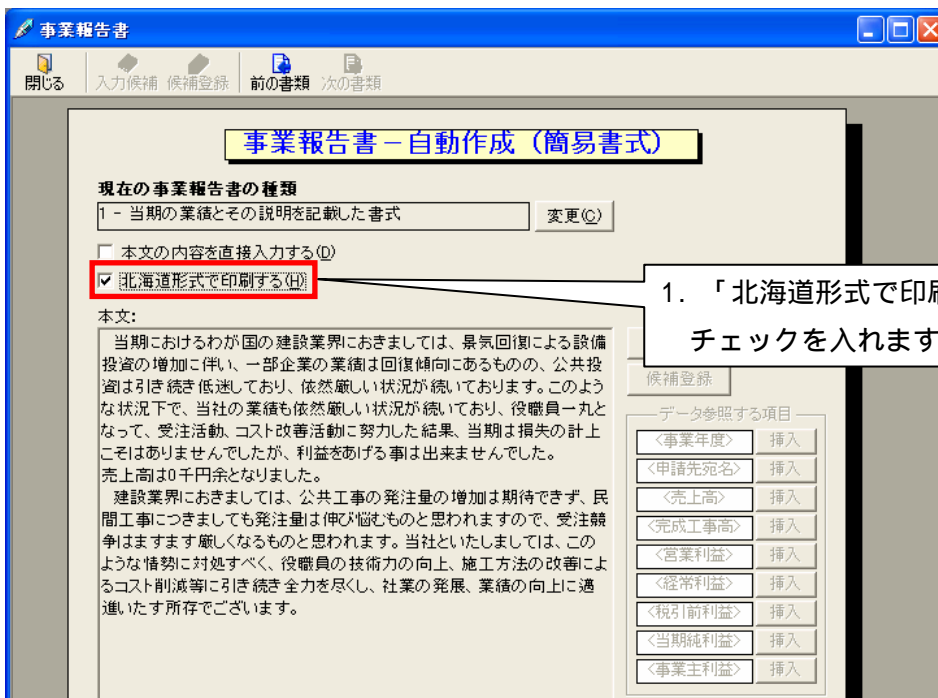 事業報告書
閉じる 入力候補 候補登録 前の書類 次の書類
事業報告書－自動作成（簡易書式）
現在の事業報告書の種類
1 - 当期の業績とその説明を記載した書式 変更(C)
本文の内容を直接入力する(D)
北海道形式で印刷する(H)
1. 「北海道形式で印刷
チェックを入れます
本文:
当期におけるわが国の建設業界におきましては、景気回復による設備
投資の増加に伴い、一部企業の業績は回復傾向にあるものの、公共投
資は引き続き低迷しており、依然厳しい状況が続いております。このよう
な状況下で、当社の業績も依然厳しい状況が続いており、役職員一丸と
なって、受注活動、コスト改善活動に努力した結果、当期は損失の計上
こそはありませんでしたが、利益をあげる事は出来ませんでした。
売上高は0千円余となりました。
建設業界におきましては、公共工事の発注量の増加は期待できず、民
間工事につきましても発注量は伸び悩むものと思われますので、受注競
争はますます厳しくなるものと思われます。当社といたしましては、この
ような情勢に対処すべく、役職員の技術力の向上、施工方法の改善によ
るコスト削減等に引き続き全力を尽くし、社業の発展、業績の向上に邁
進いたす所存でございます。
候補登録
データ参照する項目
<事業年度> 挿入
<申請先宛名> 挿入
<売上高> 挿入
<完成工事高> 挿入
<営業利益> 挿入
<経常利益> 挿入
<税引前利益> 挿入
<当期純利益> 挿入
<事業主利益> 挿入